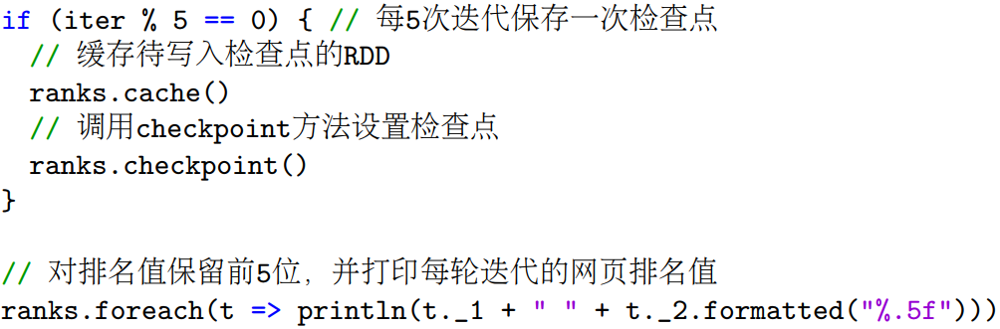 if (iter % 5 == 0) { // 每5次迭代保存一次检查点
  // 缓存待写入检查点的RDD
  ranks.cache()
  // 调用checkpoint方法设置检查点
  ranks.checkpoint()
}

// 对排名值保留前5位，并打印每轮迭代的网页排名值
ranks.foreach(t => println(t._1 + " " + t._2.formatted("%.5f")))